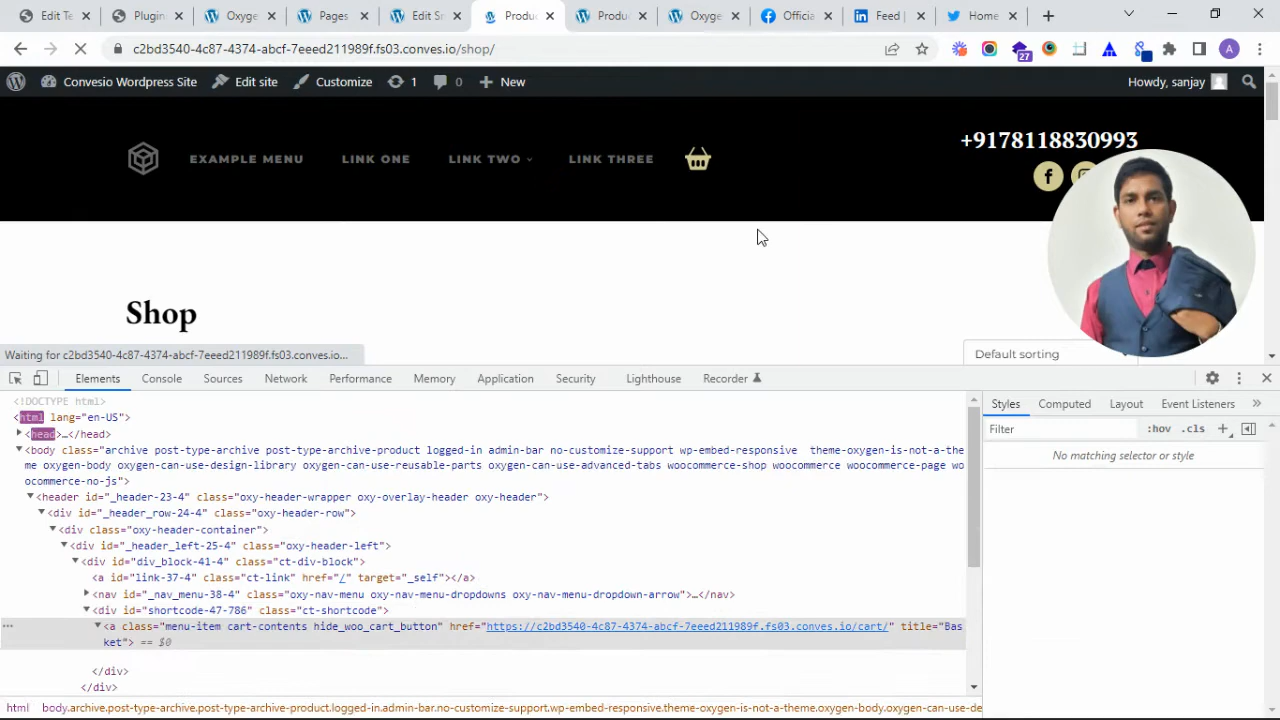 Edit Te
Plugin
Oxyge
Pages
Edit Sn
Produ
Produ
Oxyge
Officia
Feed |
Home
c2bd3540-4c87-4374-abcf-7eeed211989f.fs03.conves.io/shop/
27
A
Convesio Wordpress Site
Edit site
Customize
1
0
New
Howdy, sanjay
EXAMPLE MENU
LINK ONE
LINK TWO
LINK THREE
+9178118830993
Shop
Default sorting
Waiting for c2bd3540-4c87-4374-abcf-7eeed211989f.fs03.conves.io...
Elements
Console
Sources
Network
Performance
Memory
Application
Security
Lighthouse
Recorder
<!DOCTYPE html>
<html lang="en-US">
<head>…</head>
<body class="archive post-type-archive post-type-archive-product logged-in admin-bar no-customize-support wp-embed-responsive  theme-oxygen-is-not-a-the
me oxygen-body oxygen-can-use-design-library oxygen-can-use-reusable-parts oxygen-can-use-advanced-tabs woocommerce-shop woocommerce woocommerce-page wo
ocommerce-no-js">
<header id="_header-23-4" class="oxy-header-wrapper oxy-overlay-header oxy-header">
<div id="_header_row-24-4" class="oxy-header-row">
<div class="oxy-header-container">
<div id="_header_left-25-4" class="oxy-header-left">
<div id="div_block-41-4" class="ct-div-block">
<a id="link-37-4" class="ct-link" href="/" target="_self"></a>
<nav id="_nav_menu-38-4" class="oxy-nav-menu oxy-nav-menu-dropdowns oxy-nav-menu-dropdown-arrow">…</nav>
<div id="shortcode-47-786" class="ct-shortcode">
<a class="menu-item cart-contents hide_woo_cart_button" href="https://c2bd3540-4c87-4374-abcf-7eeed211989f.fs03.conves.io/cart/" title="Bas
ket"> == $0
</div>
</div>
html
body.archive.post-type-archive.post-type-archive-product.logged-in.admin-bar.no-customize-support.wp-embed-responsive.theme-oxygen-is-not-a-theme.oxygen-body.oxygen-can-use-de
Styles
Computed
Layout
Event Listeners
»
Filter
:hov
.cls
+
No matching selector or style